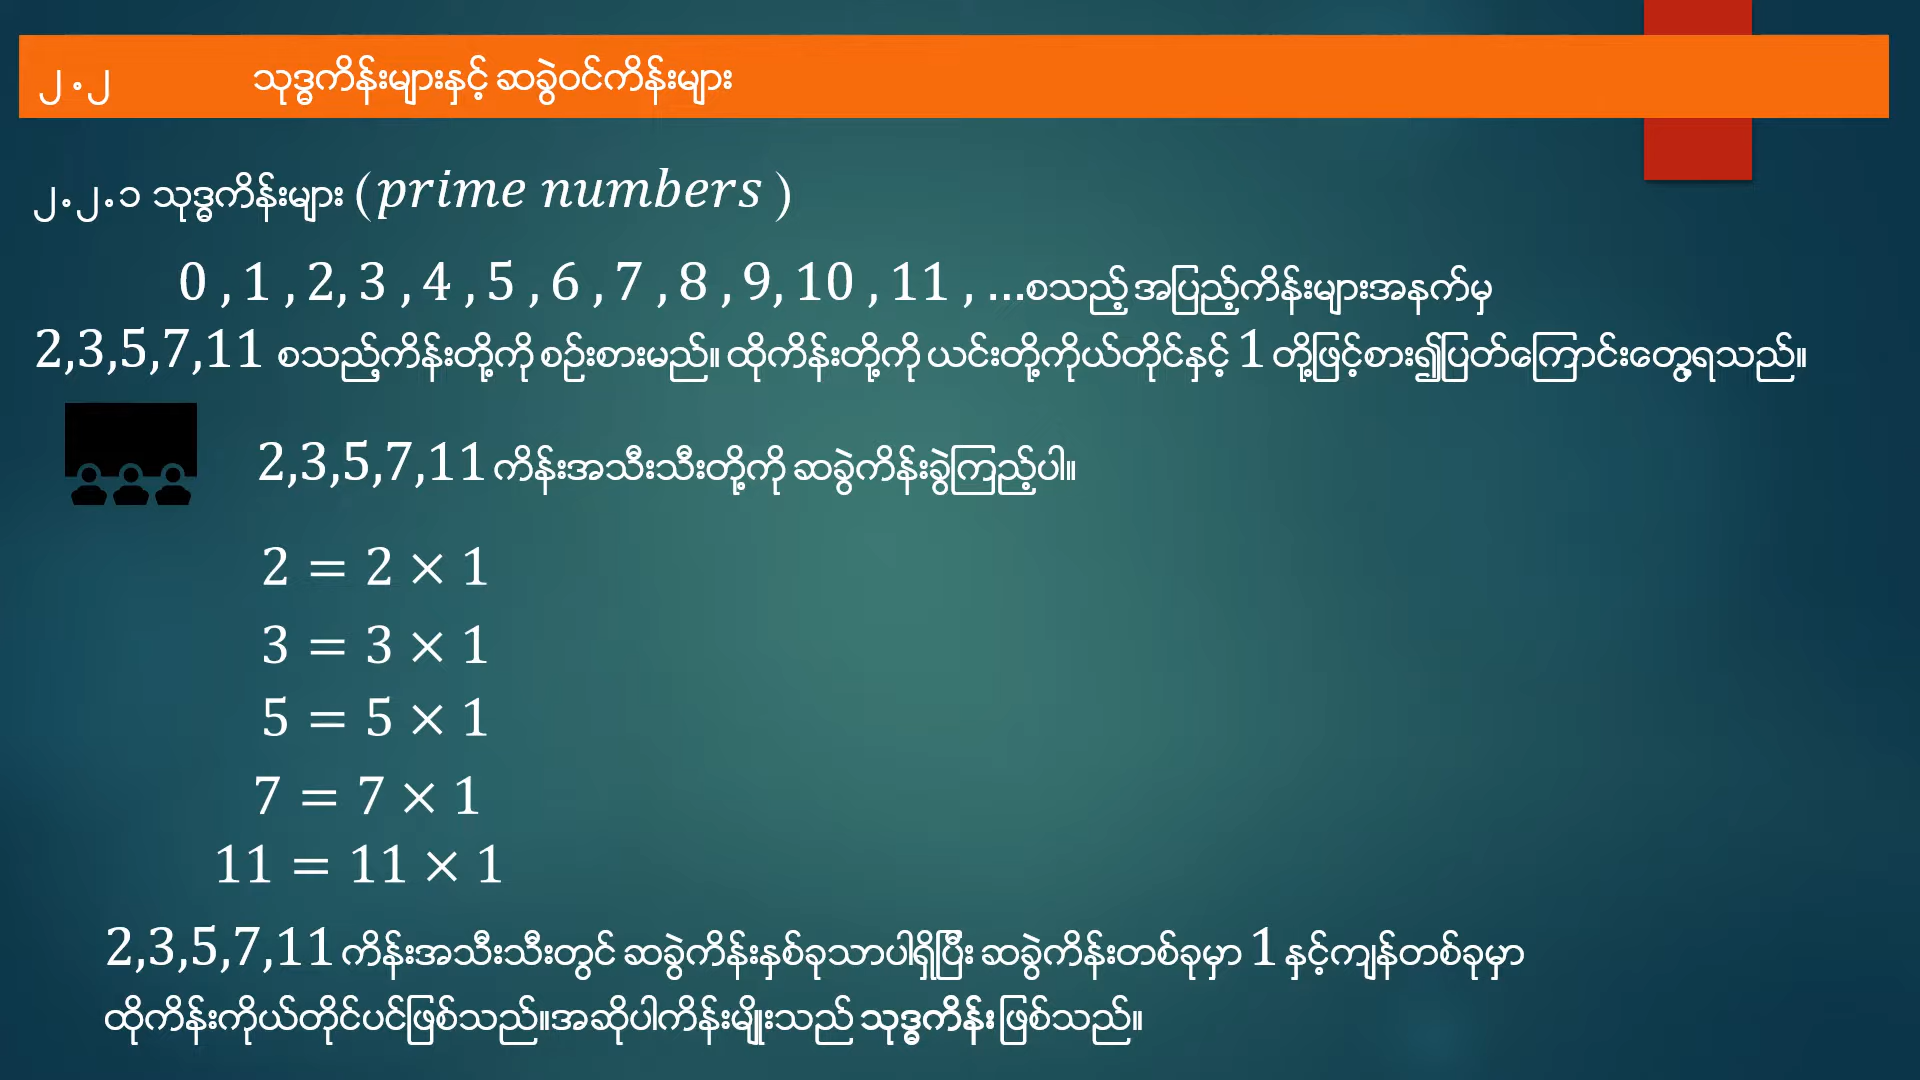 ၂.၂ သုဒ္ဓကိန်းများနှင့် ဆခွဲဝင်ကိန်းများ
၂.၂.၁ သုဒ္ဓကိန်းများ (prime numbers )
0 , 1 , 2, 3 , 4 , 5 , 6 , 7 , 8 , 9, 10 , 11 , …စသည့် အပြည့်ကိန်းများအနက်မှ
2,3,5,7,11 စသည့်ကိန်းတို့ကို စဉ်းစားမည်။ ထိုကိန်းတို့ကို ယင်းတို့ကိုယ်တိုင်နှင့် 1 တို့ဖြင့်စား၍ပြတ်ကြောင်းတွေ့ရသည်။
2,3,5,7,11 ကိန်းအသီးသီးတို့ကို ဆခွဲကိန်းခွဲကြည့်ပါ။
2 = 2 × 1
3 = 3 × 1
5 = 5 × 1
7 = 7 × 1
11 = 11 × 1
2,3,5,7,11 ကိန်းအသီးသီးတွင် ဆခွဲကိန်းနှစ်ခုသာပါရှိပြီး ဆခွဲကိန်းတစ်ခုမှာ 1 နှင့်ကျန်တစ်ခုမှာ
ထိုကိန်းကိုယ်တိုင်ပင်ဖြစ်သည်။အဆိုပါကိန်းမျိုးသည် သုဒ္ဓကိန်း ဖြစ်သည်။